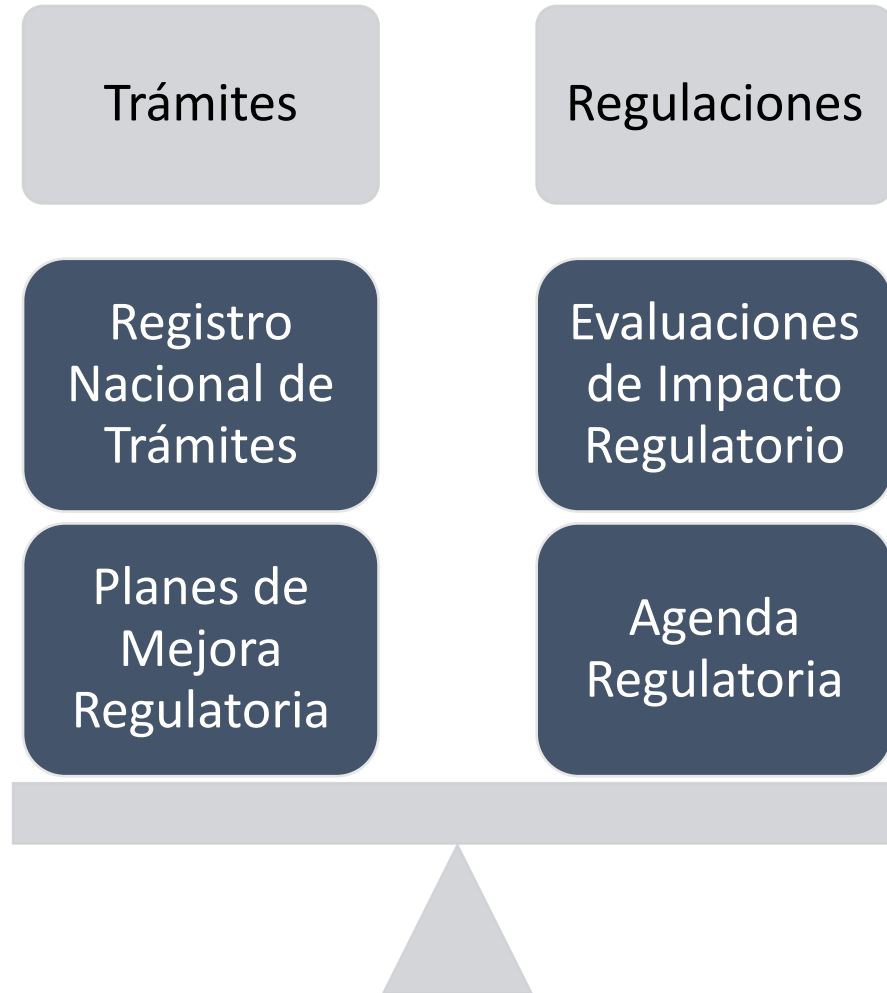 Trámites
Regulaciones
Registro
Nacional de
Trámites
Evaluaciones
de Impacto
Regulatorio
Planes de
Mejora
Regulatoria
Agenda
Regulatoria